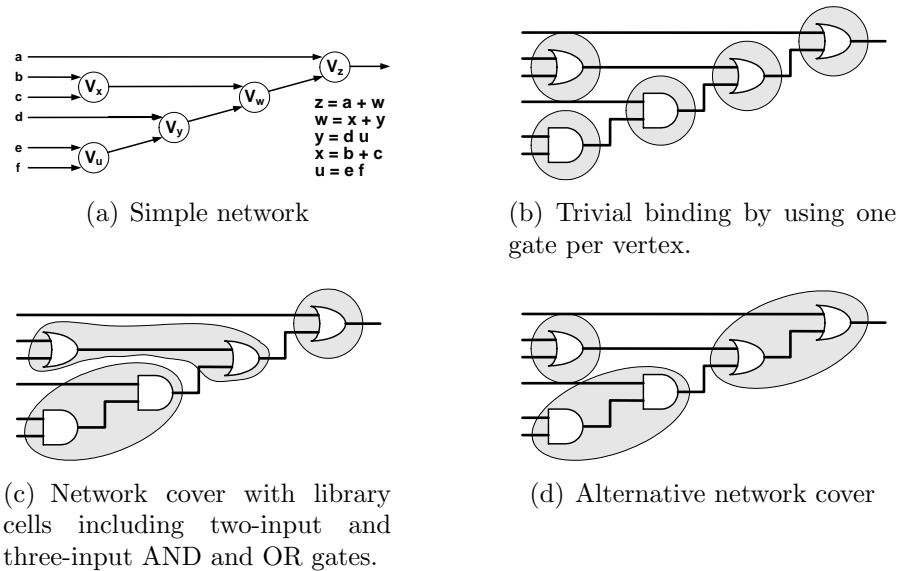 a
b
c
d
e
f
Vx
Vy
Vu
Vw
Vz
z = a + w
w = x + y
y = d u
x = b + c
u = e f
(a) Simple network
(b) Trivial binding by using one
gate per vertex.
(c) Network cover with library
cells including two-input and
three-input AND and OR gates.
(d) Alternative network cover